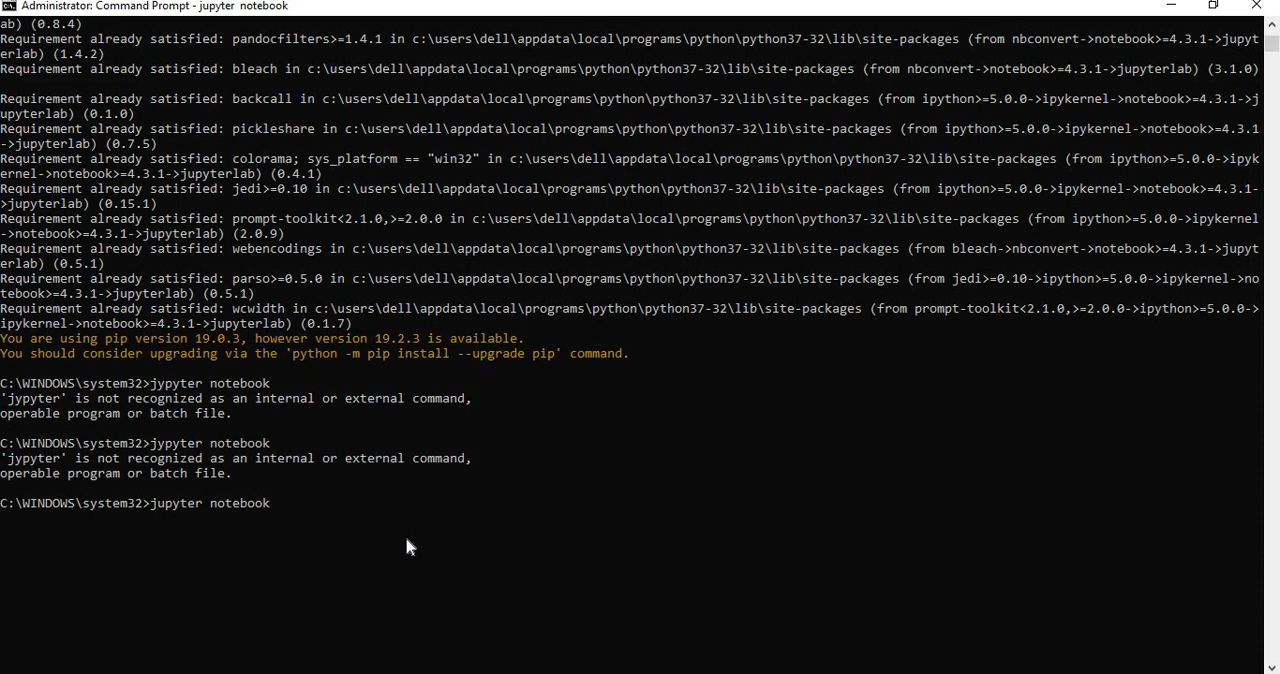 Administrator: Command Prompt - jupyter  notebook
ab) (0.8.4)
Requirement already satisfied: pandocfilters>=1.4.1 in c:\users\dell\appdata\local\programs\python\python37-32\lib\site-packages (from nbconvert->notebook>=4.3.1->jupyt
erlab) (1.4.2)
Requirement already satisfied: bleach in c:\users\dell\appdata\local\programs\python\python37-32\lib\site-packages (from nbconvert->notebook>=4.3.1->jupyterlab) (3.1.0)
Requirement already satisfied: backcall in c:\users\dell\appdata\local\programs\python\python37-32\lib\site-packages (from ipython>=5.0.0->ipykernel->notebook>=4.3.1->j
upyterlab) (0.1.0)
Requirement already satisfied: pickleshare in c:\users\dell\appdata\local\programs\python\python37-32\lib\site-packages (from ipython>=5.0.0->ipykernel->notebook>=4.3.1
->jupyterlab) (0.7.5)
Requirement already satisfied: colorama; sys_platform == "win32" in c:\users\dell\appdata\local\programs\python\python37-32\lib\site-packages (from ipython>=5.0.0->ipyk
ernel->notebook>=4.3.1->jupyterlab) (0.4.1)
Requirement already satisfied: jedi>=0.10 in c:\users\dell\appdata\local\programs\python\python37-32\lib\site-packages (from ipython>=5.0.0->ipykernel->notebook>=4.3.1-
>jupyterlab) (0.15.1)
Requirement already satisfied: prompt-toolkit<2.1.0,>=2.0.0 in c:\users\dell\appdata\local\programs\python\python37-32\lib\site-packages (from ipython>=5.0.0->ipykernel
->notebook>=4.3.1->jupyterlab) (2.0.9)
Requirement already satisfied: webencodings in c:\users\dell\appdata\local\programs\python\python37-32\lib\site-packages (from bleach->nbconvert->notebook>=4.3.1->jupyt
erlab) (0.5.1)
Requirement already satisfied: parso>=0.5.0 in c:\users\dell\appdata\local\programs\python\python37-32\lib\site-packages (from jedi>=0.10->ipython>=5.0.0->ipykernel->no
tebook>=4.3.1->jupyterlab) (0.5.1)
Requirement already satisfied: wcwidth in c:\users\dell\appdata\local\programs\python\python37-32\lib\site-packages (from prompt-toolkit<2.1.0,>=2.0.0->ipython>=5.0.0->
ipykernel->notebook>=4.3.1->jupyterlab) (0.1.7)
You are using pip version 19.0.3, however version 19.2.3 is available.
You should consider upgrading via the 'python -m pip install --upgrade pip' command.
C:\WINDOWS\system32>jypyter notebook
'jypyter' is not recognized as an internal or external command,
operable program or batch file.
C:\WINDOWS\system32>jypyter notebook
'jypyter' is not recognized as an internal or external command,
operable program or batch file.
C:\WINDOWS\system32>jupyter notebook